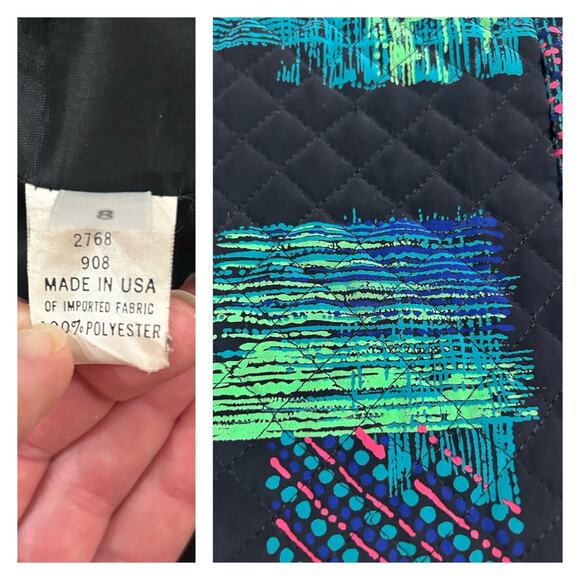 8
2768
908
MADE IN USA
OF IMPORTED FABRIC
100% POLYESTER